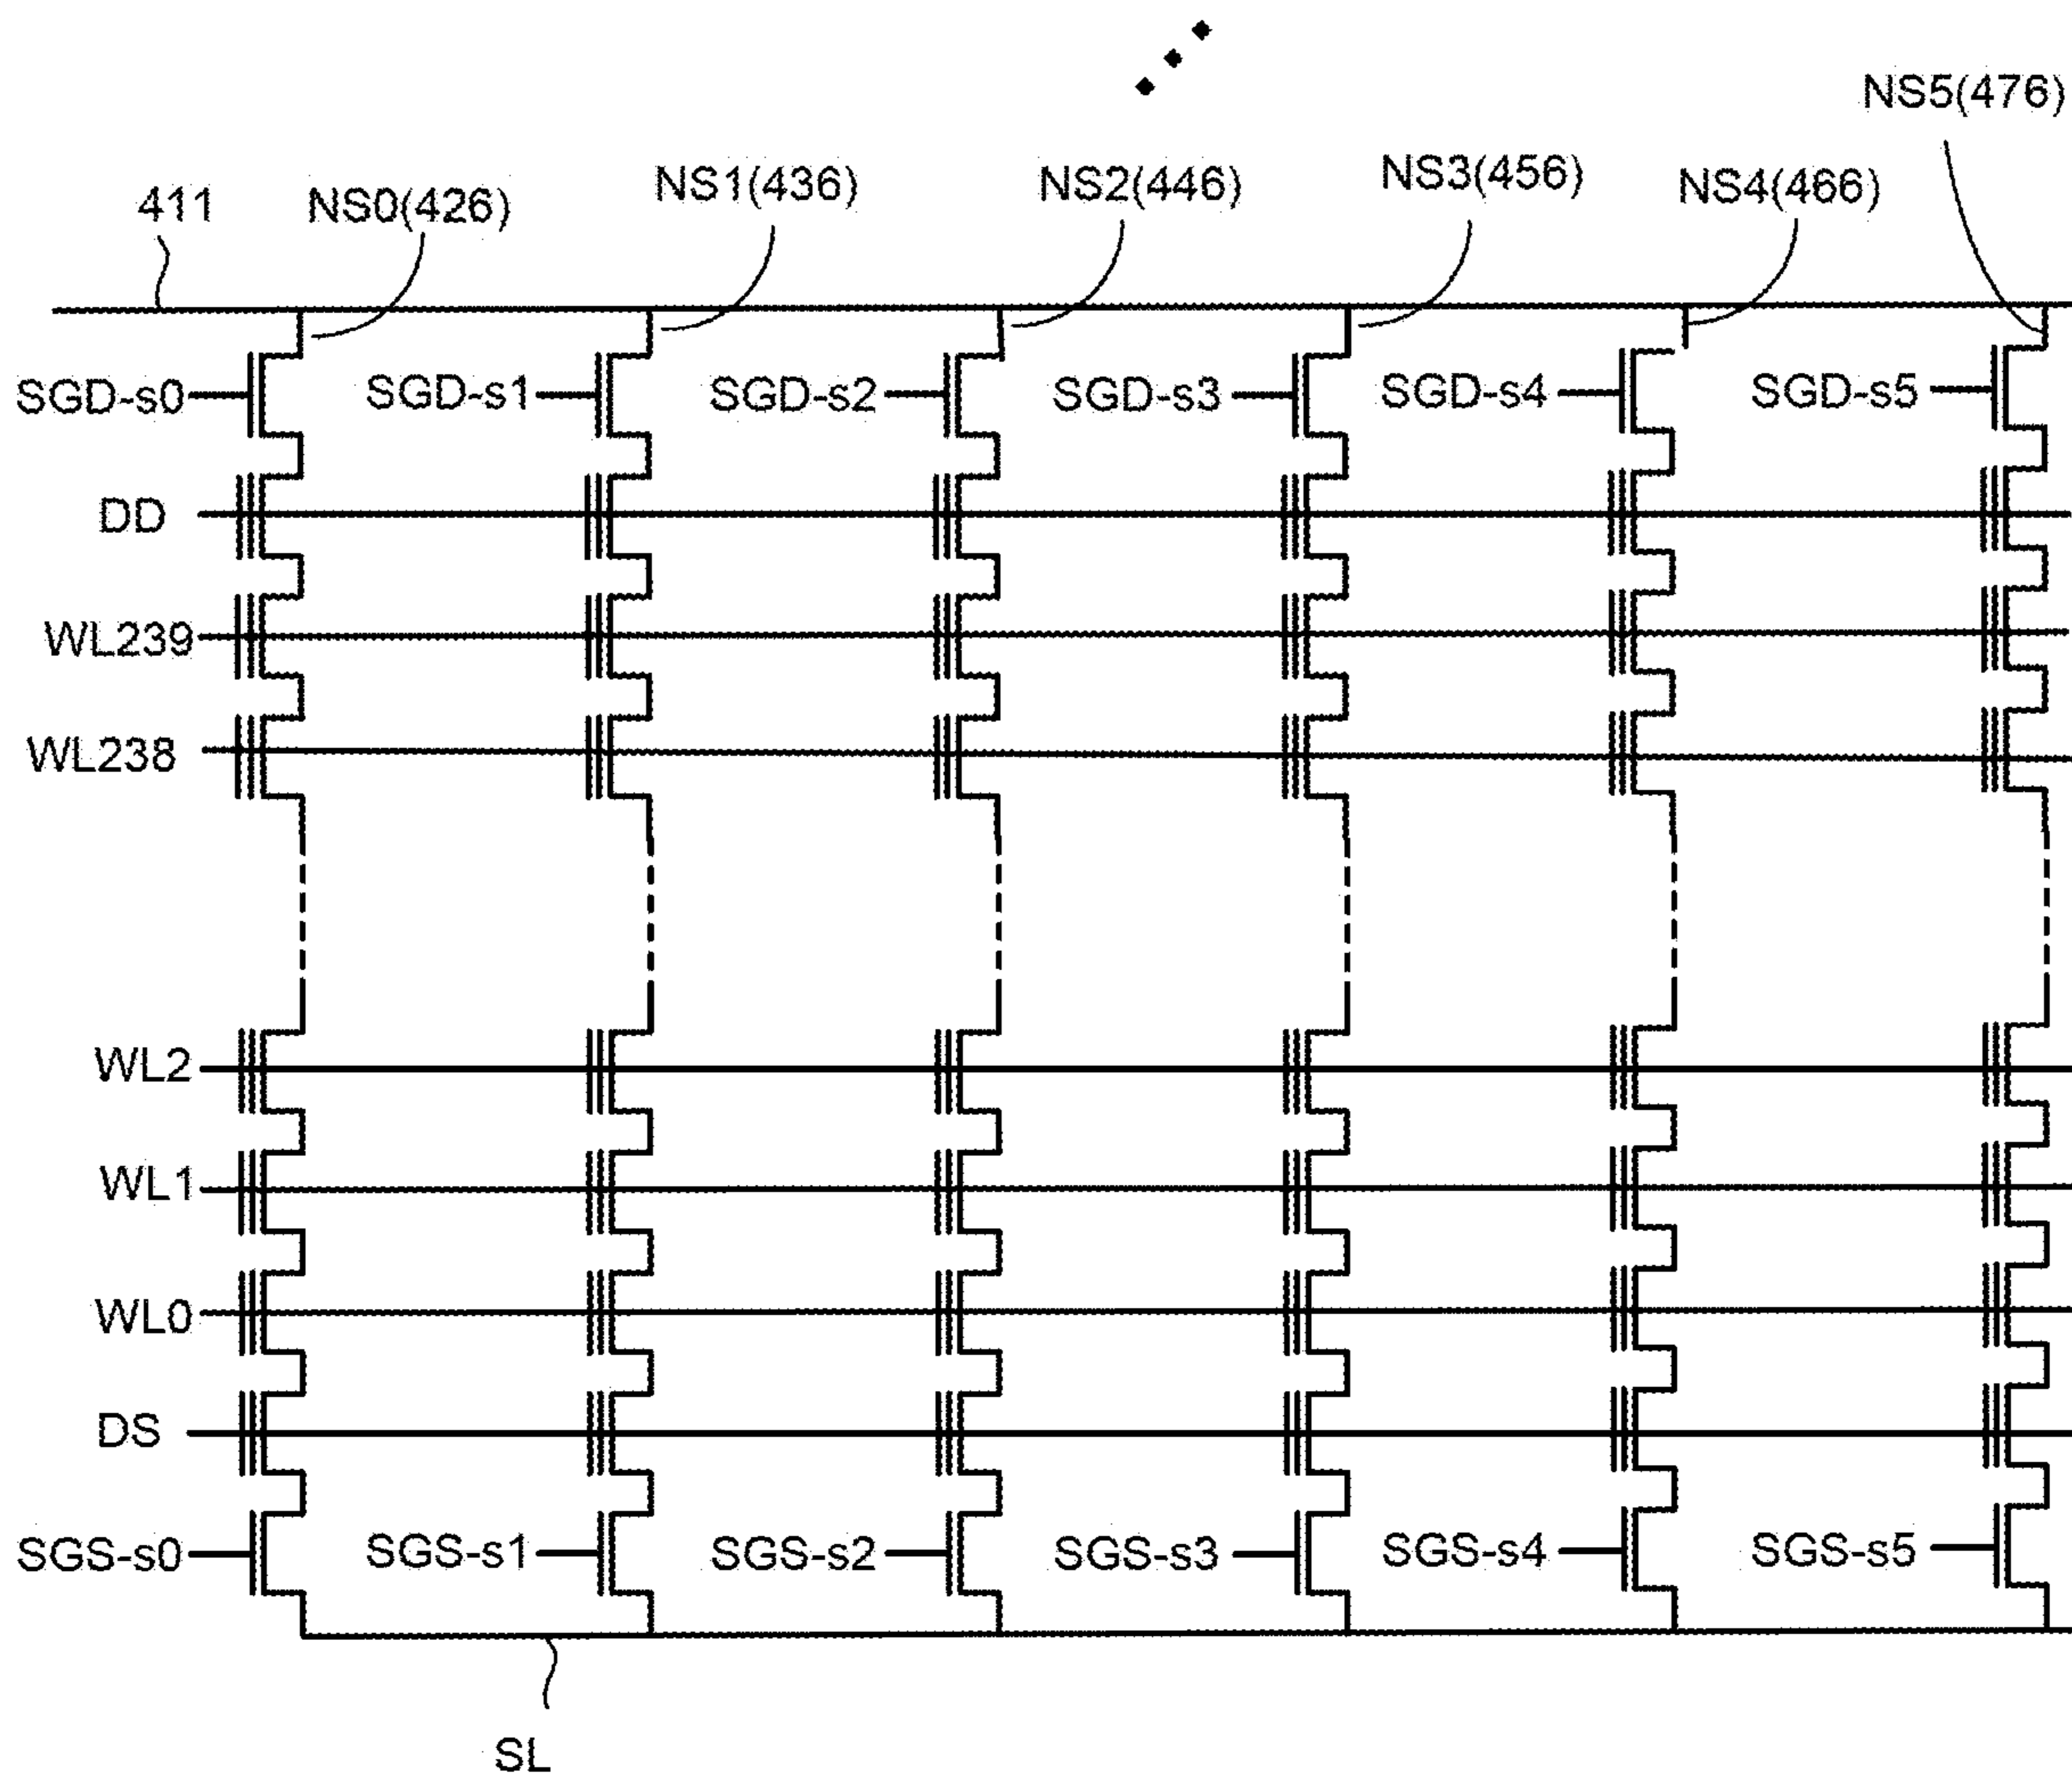 NS5(476)
NS3(456)
NS4(466)
NS1(436)
NS2(446)
411
NS0(426)
SGD-s0
SGD-s1
SGD-s2
SGD-s3
SGD-s4
SGD-s5
DD
WL239
WL238
WL2
WL1
WL0
DS
SGS-s0
SGS-s1
SGS-s2
SGS-s3
SGS-s4
SGS-s5
SL